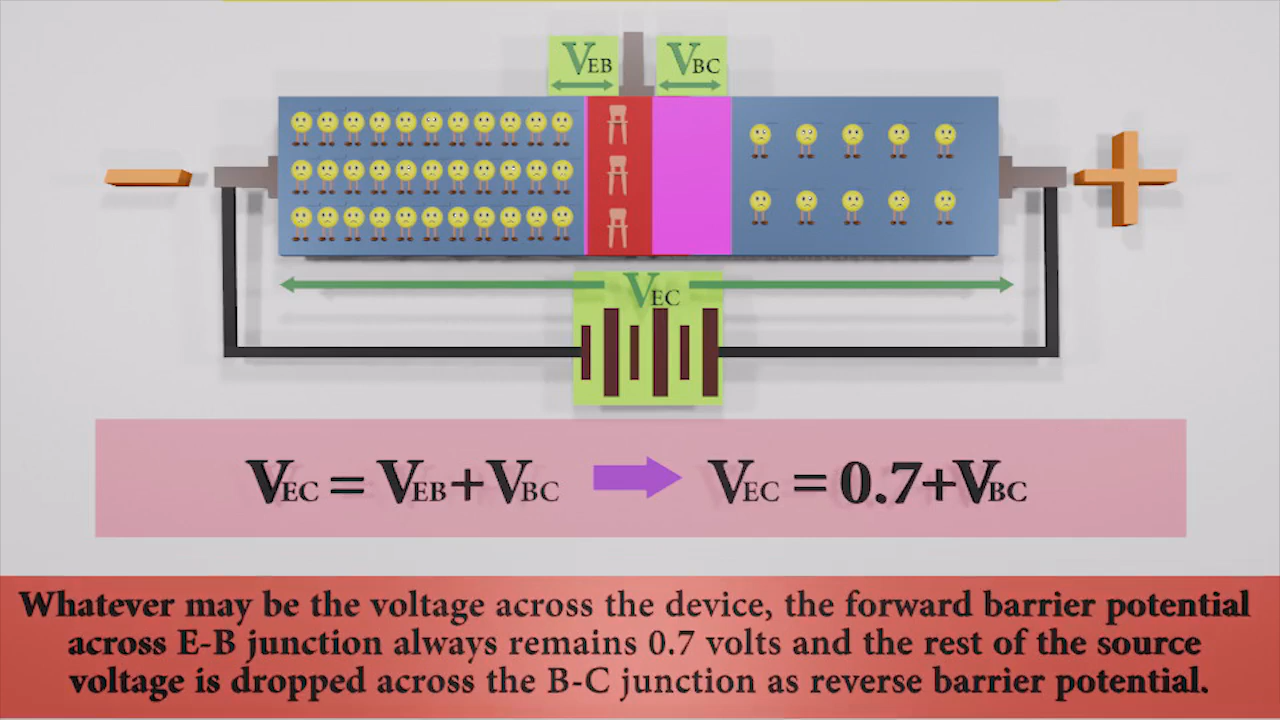 VEB VBC
VEC
VEC = VEB+VBC VEC = 0.7+VBC
Whatever may be the voltage across the device, the forward barrier potential
across E-B junction always remains 0.7 volts and the rest of the source
voltage is dropped across the B-C junction as reverse barrier potential.